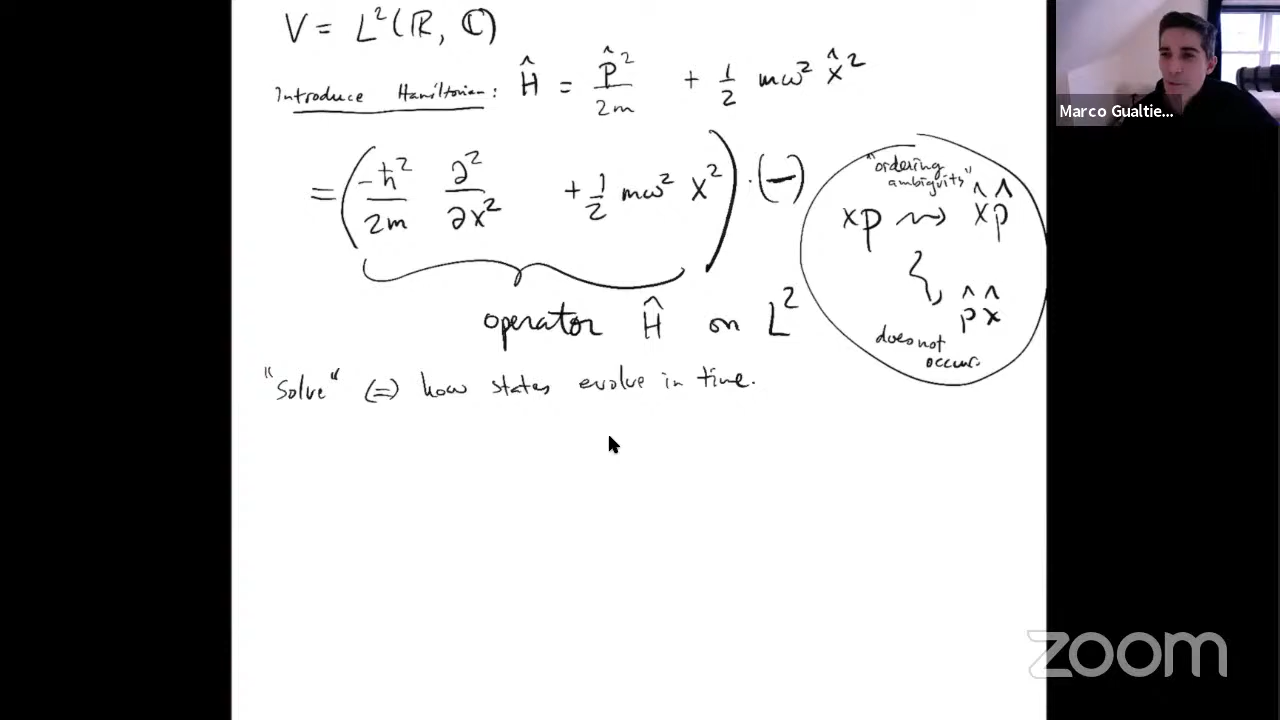 V = L²(ℝ, ℂ)
Introduce Hamiltonian: Ĥ = p̂²/2m + 1/2 mω² x̂²
= (-ħ²/2m ∂²/∂x² + 1/2 mω² x²) · (—)
operator Ĥ on L²
"ordering
ambiguity"
xp ⇝ x̂p̂
p̂x̂
does not
occur.
"Solve" (=) how states evolve in time.
Marco Gualtie...
zoom